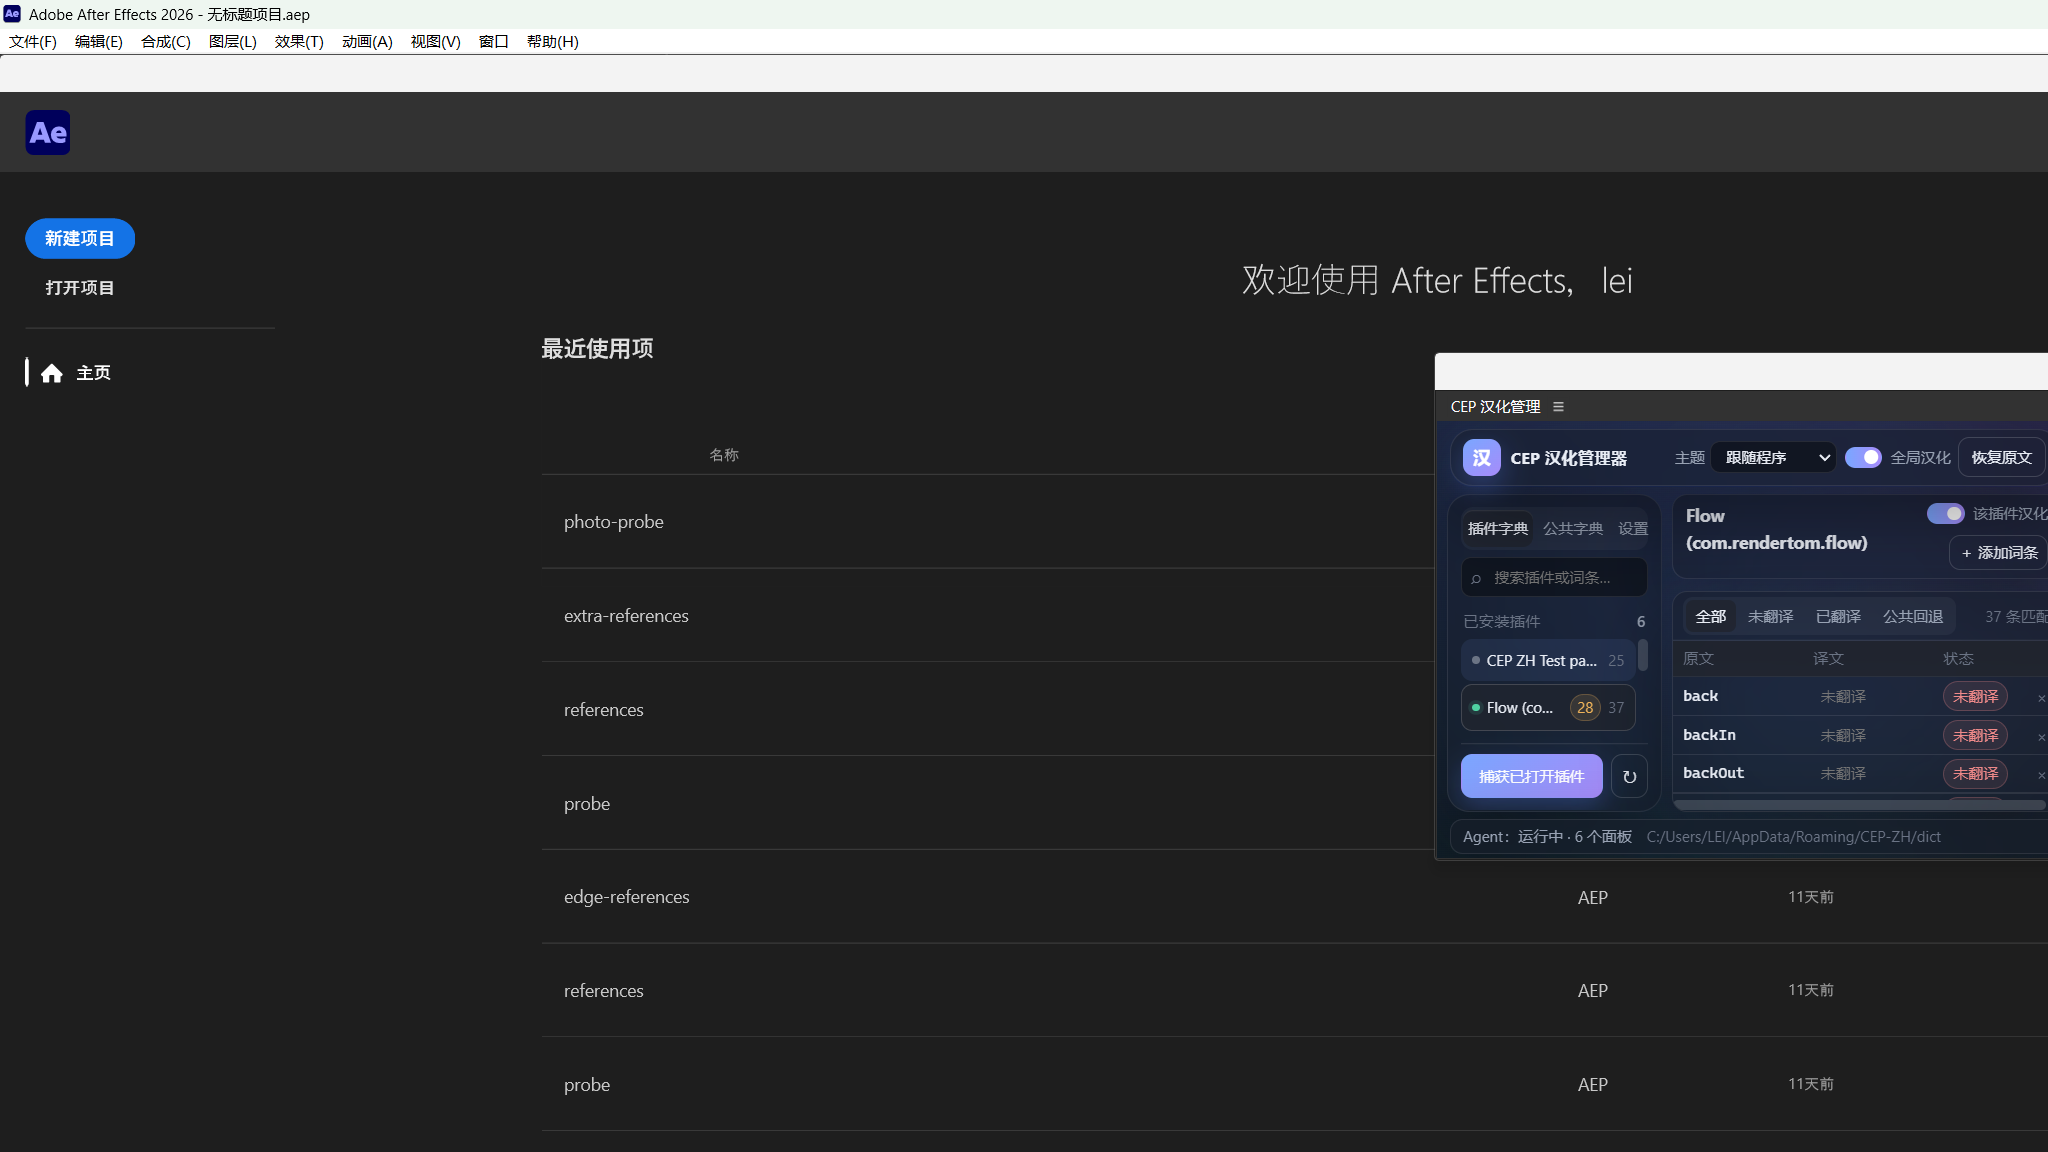 Ae Adobe After Effects 2026 - 无标题项目.aep
文件(F) 编辑(E) 合成(C) 图层(L) 效果(T) 动画(A) 视图(V) 窗口 帮助(H)
Ae
新建项目
打开项目
主页
欢迎使用 After Effects, lei
最近使用项
名称
photo-probe
extra-references
references
probe
edge-references AEP 11天前
references AEP 11天前
probe AEP 11天前
CEP 汉化管理
汉 CEP 汉化管理器 主题 跟随程序 全局汉化 恢复原文
插件字典 公共字典 设置
搜索插件或词条...
已安装插件 6
CEP ZH Test pa... 25
Flow (co... 28 37
捕获已打开插件
Flow
(com.rendertom.flow)
该插件汉化
+ 添加词条
全部 未翻译 已翻译 公共回退 37 条匹配
原文 译文 状态
back 未翻译 未翻译 ×
backIn 未翻译 未翻译 ×
backOut 未翻译 未翻译 ×
Agent：运行中 · 6 个面板 C:/Users/LEI/AppData/Roaming/CEP-ZH/dict